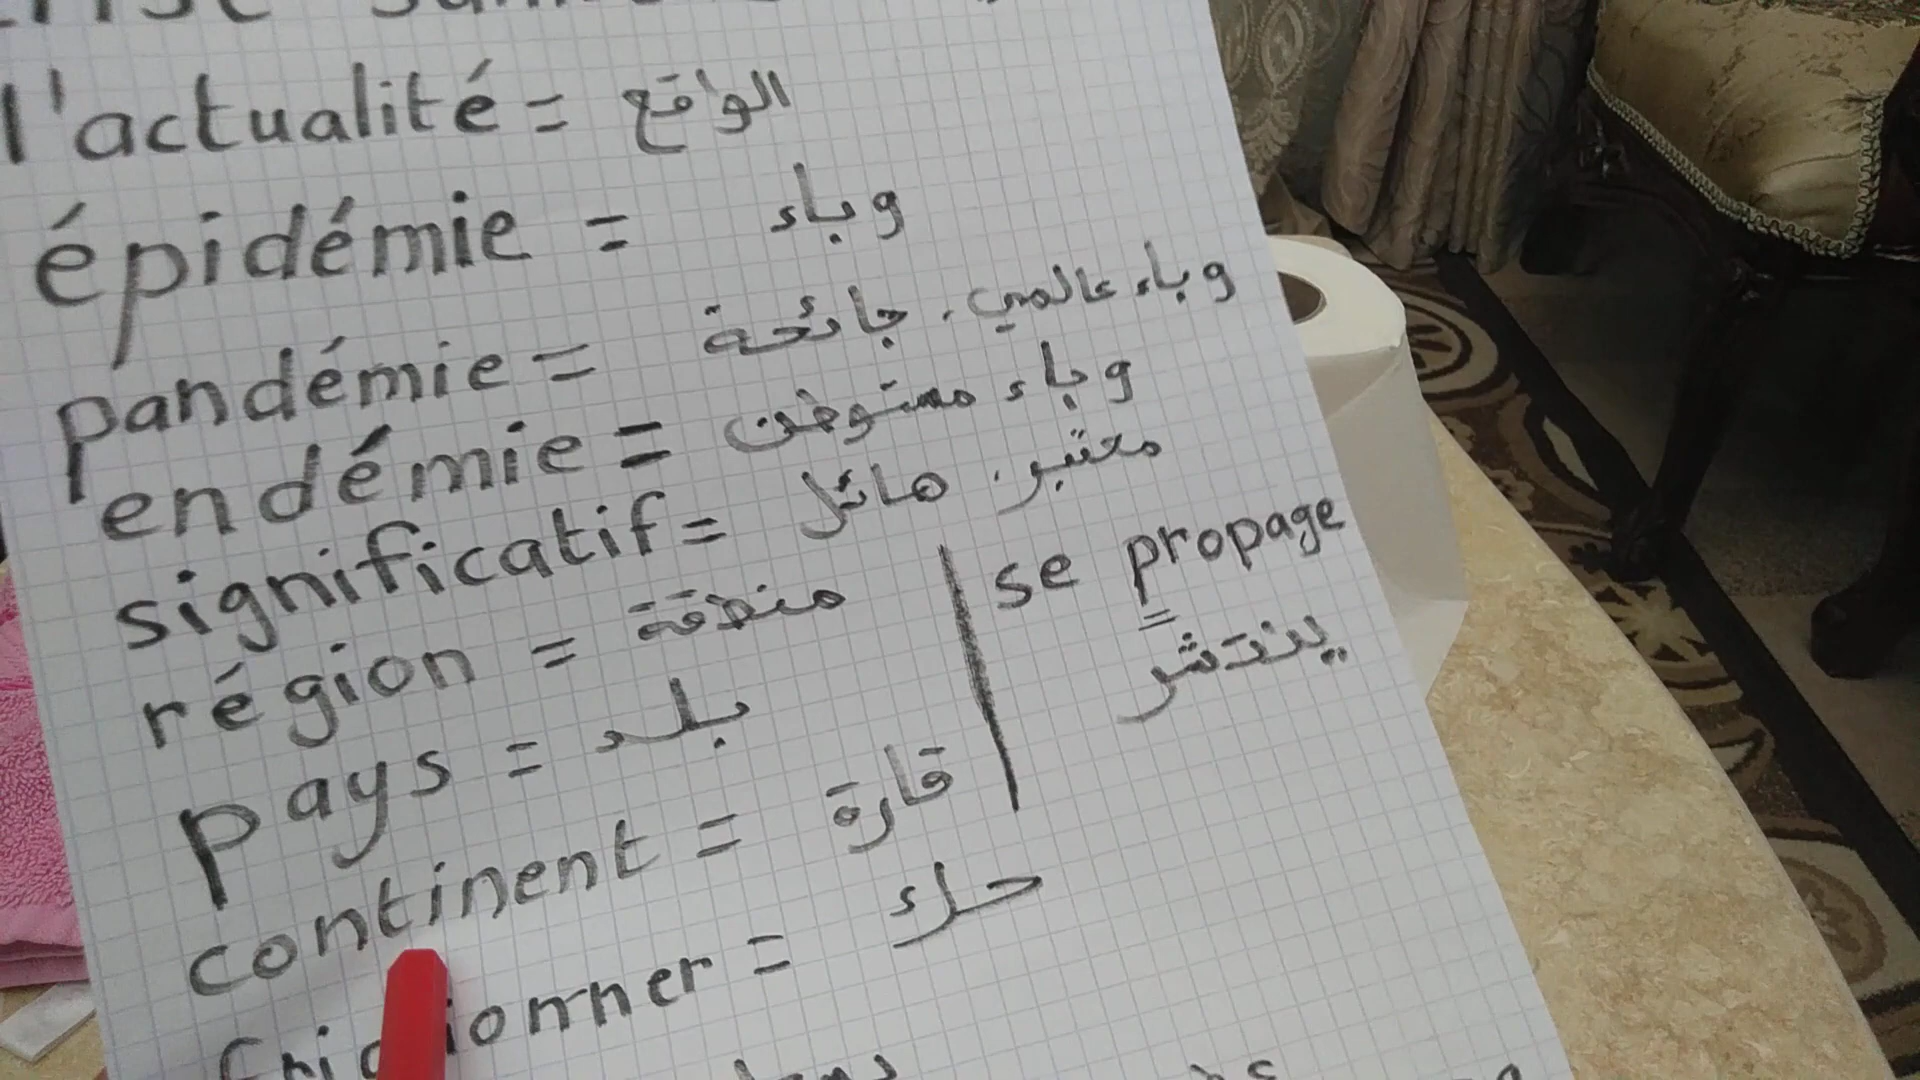 l'actualité = الواقع
épidémie = وباء
pandémie = وباء عالمي، جائحة
endémie = وباء مستوطن
significatif = معتبر، هائل
région = منطقة
pays = بلد
continent = قارة
se propage
=
ينتشر
= حك